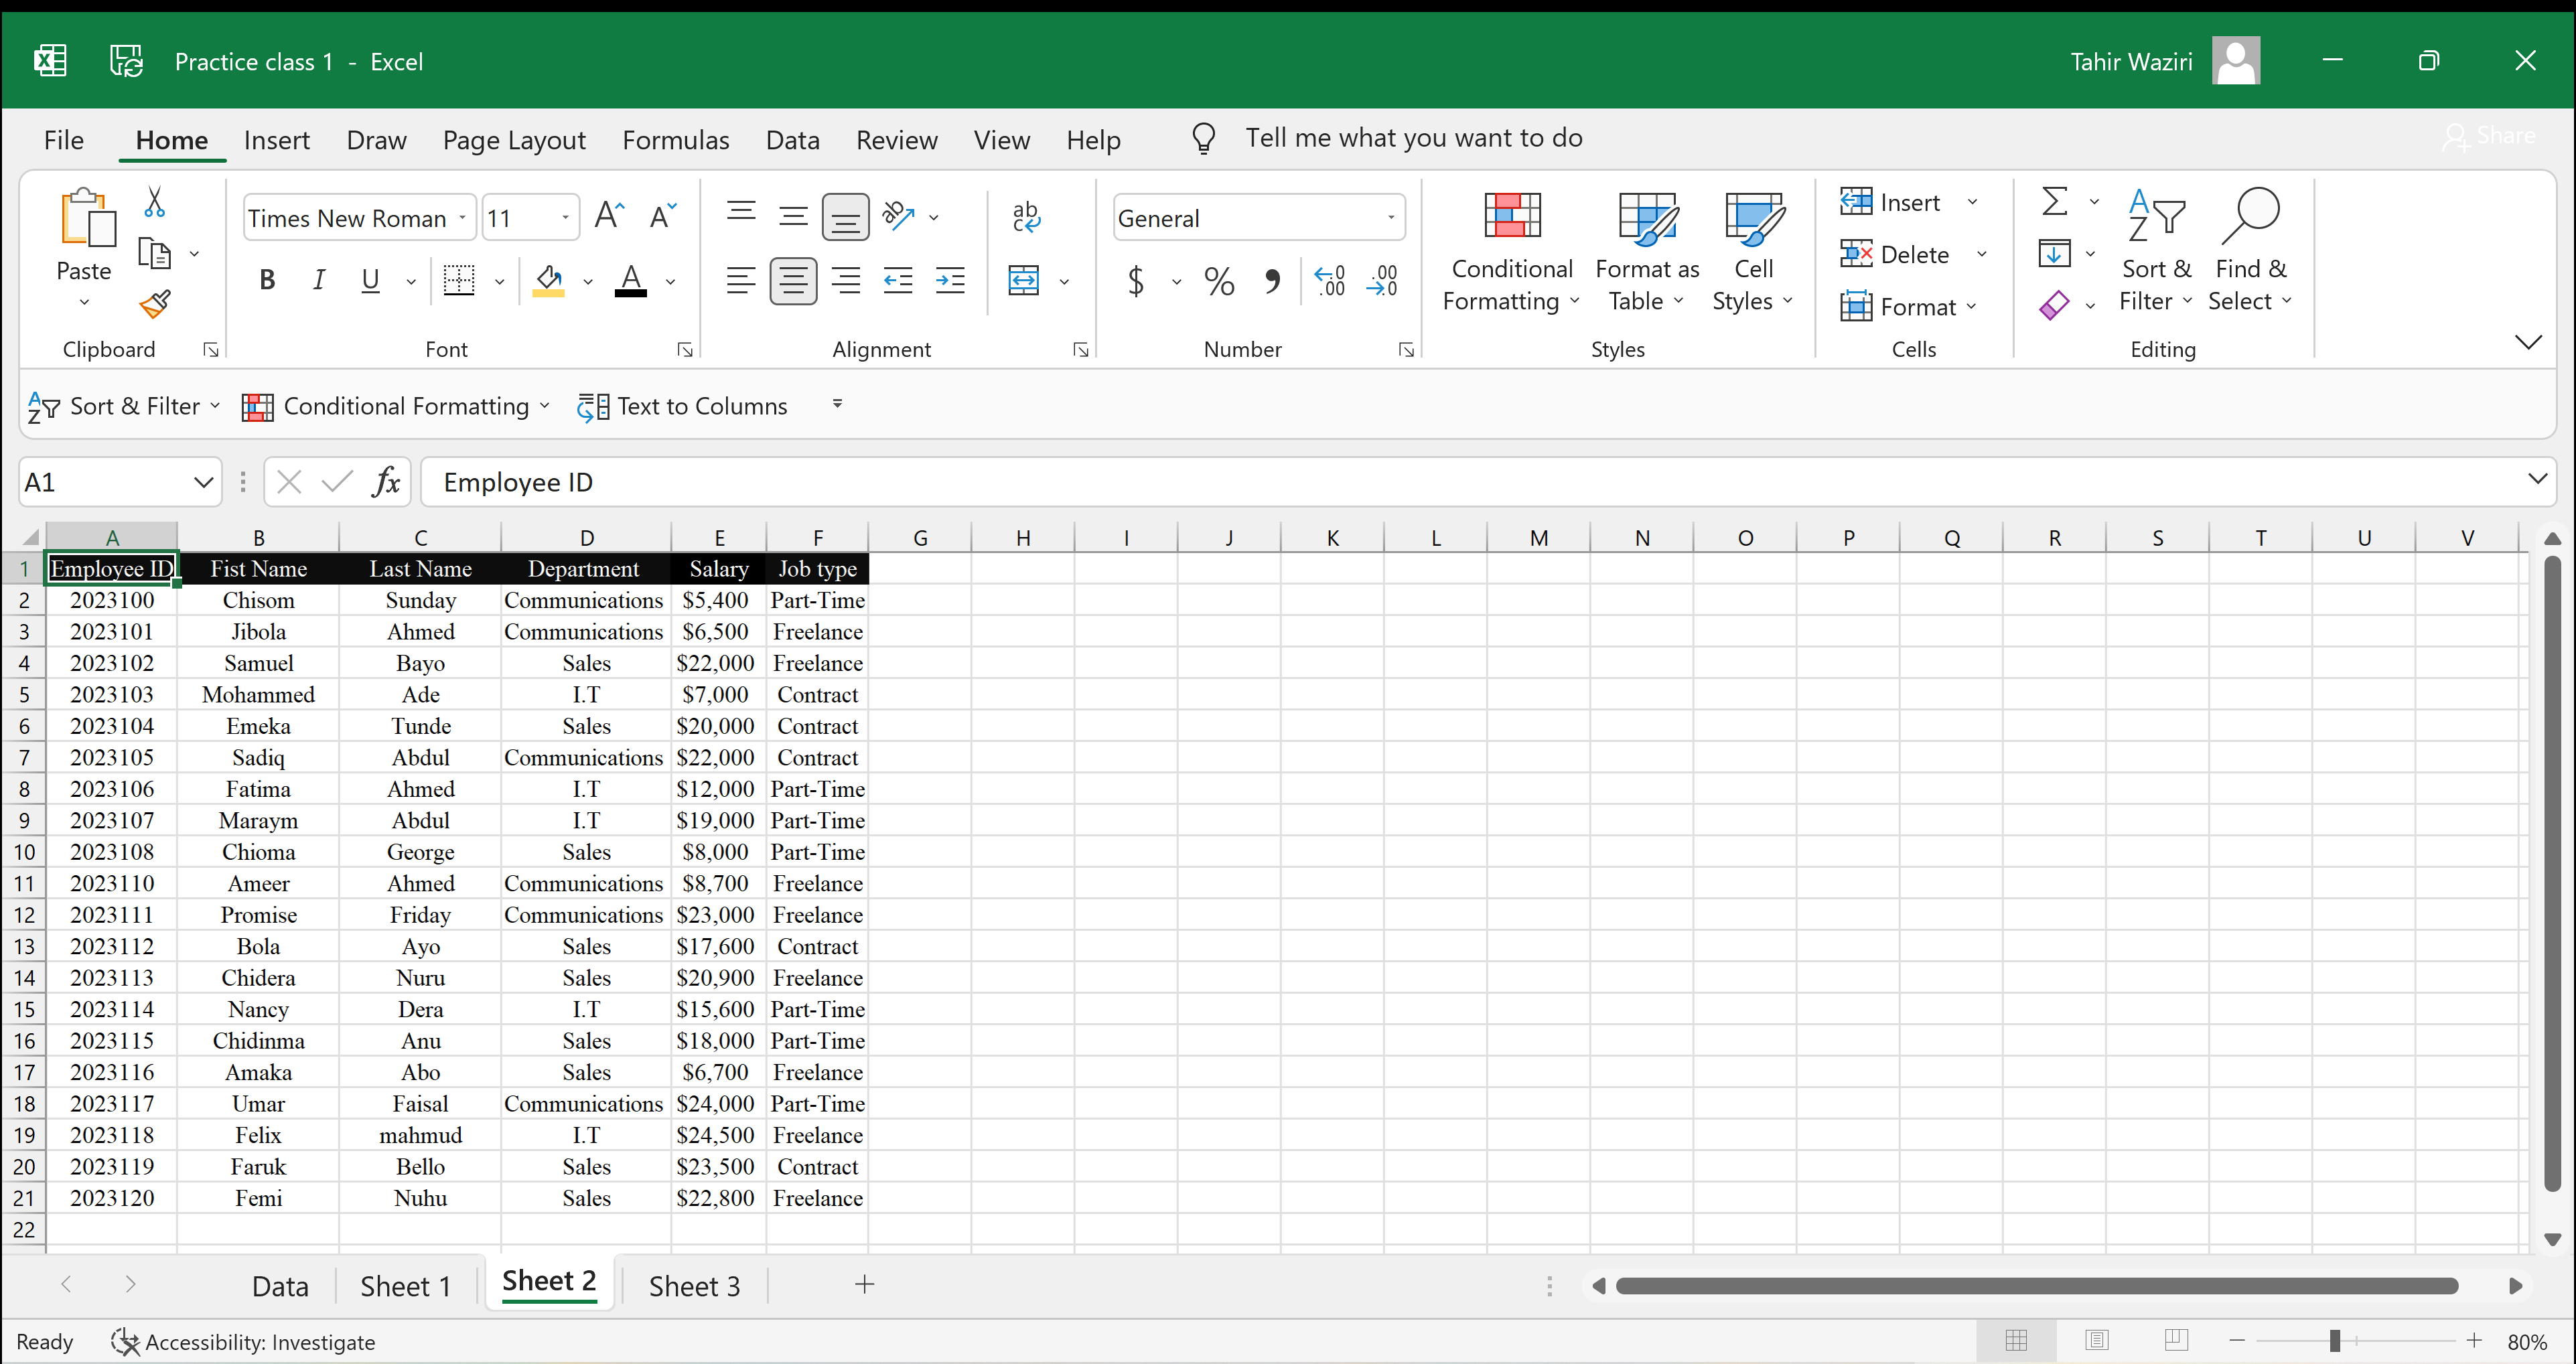 Practice class 1 - Excel Tahir Waziri
File Home Insert Draw Page Layout Formulas Data Review View Help Tell me what you want to do Share
Paste
Clipboard
Times New Roman 11
B I U A
Font
ab
Alignment
General
$ % , .00 .0
Number
Conditional Formatting
Format as Table
Cell Styles
Styles
Insert
Delete
Format
Cells
Sort & Filter
Find & Select
Editing
Sort & Filter Conditional Formatting Text to Columns
A1 fx Employee ID
A B C D E F G H I J K L M N O P Q R S T U V
1 Employee ID Fist Name Last Name Department Salary Job type
2 2023100 Chisom Sunday Communications $5,400 Part-Time
3 2023101 Jibola Ahmed Communications $6,500 Freelance
4 2023102 Samuel Bayo Sales $22,000 Freelance
5 2023103 Mohammed Ade I.T $7,000 Contract
6 2023104 Emeka Tunde Sales $20,000 Contract
7 2023105 Sadiq Abdul Communications $22,000 Contract
8 2023106 Fatima Ahmed I.T $12,000 Part-Time
9 2023107 Maraym Abdul I.T $19,000 Part-Time
10 2023108 Chioma George Sales $8,000 Part-Time
11 2023110 Ameer Ahmed Communications $8,700 Freelance
12 2023111 Promise Friday Communications $23,000 Freelance
13 2023112 Bola Ayo Sales $17,600 Contract
14 2023113 Chidera Nuru Sales $20,900 Freelance
15 2023114 Nancy Dera I.T $15,600 Part-Time
16 2023115 Chidinma Anu Sales $18,000 Part-Time
17 2023116 Amaka Abo Sales $6,700 Freelance
18 2023117 Umar Faisal Communications $24,000 Part-Time
19 2023118 Felix mahmud I.T $24,500 Freelance
20 2023119 Faruk Bello Sales $23,500 Contract
21 2023120 Femi Nuhu Sales $22,800 Freelance
22
Data Sheet 1 Sheet 2 Sheet 3
Ready Accessibility: Investigate 80%